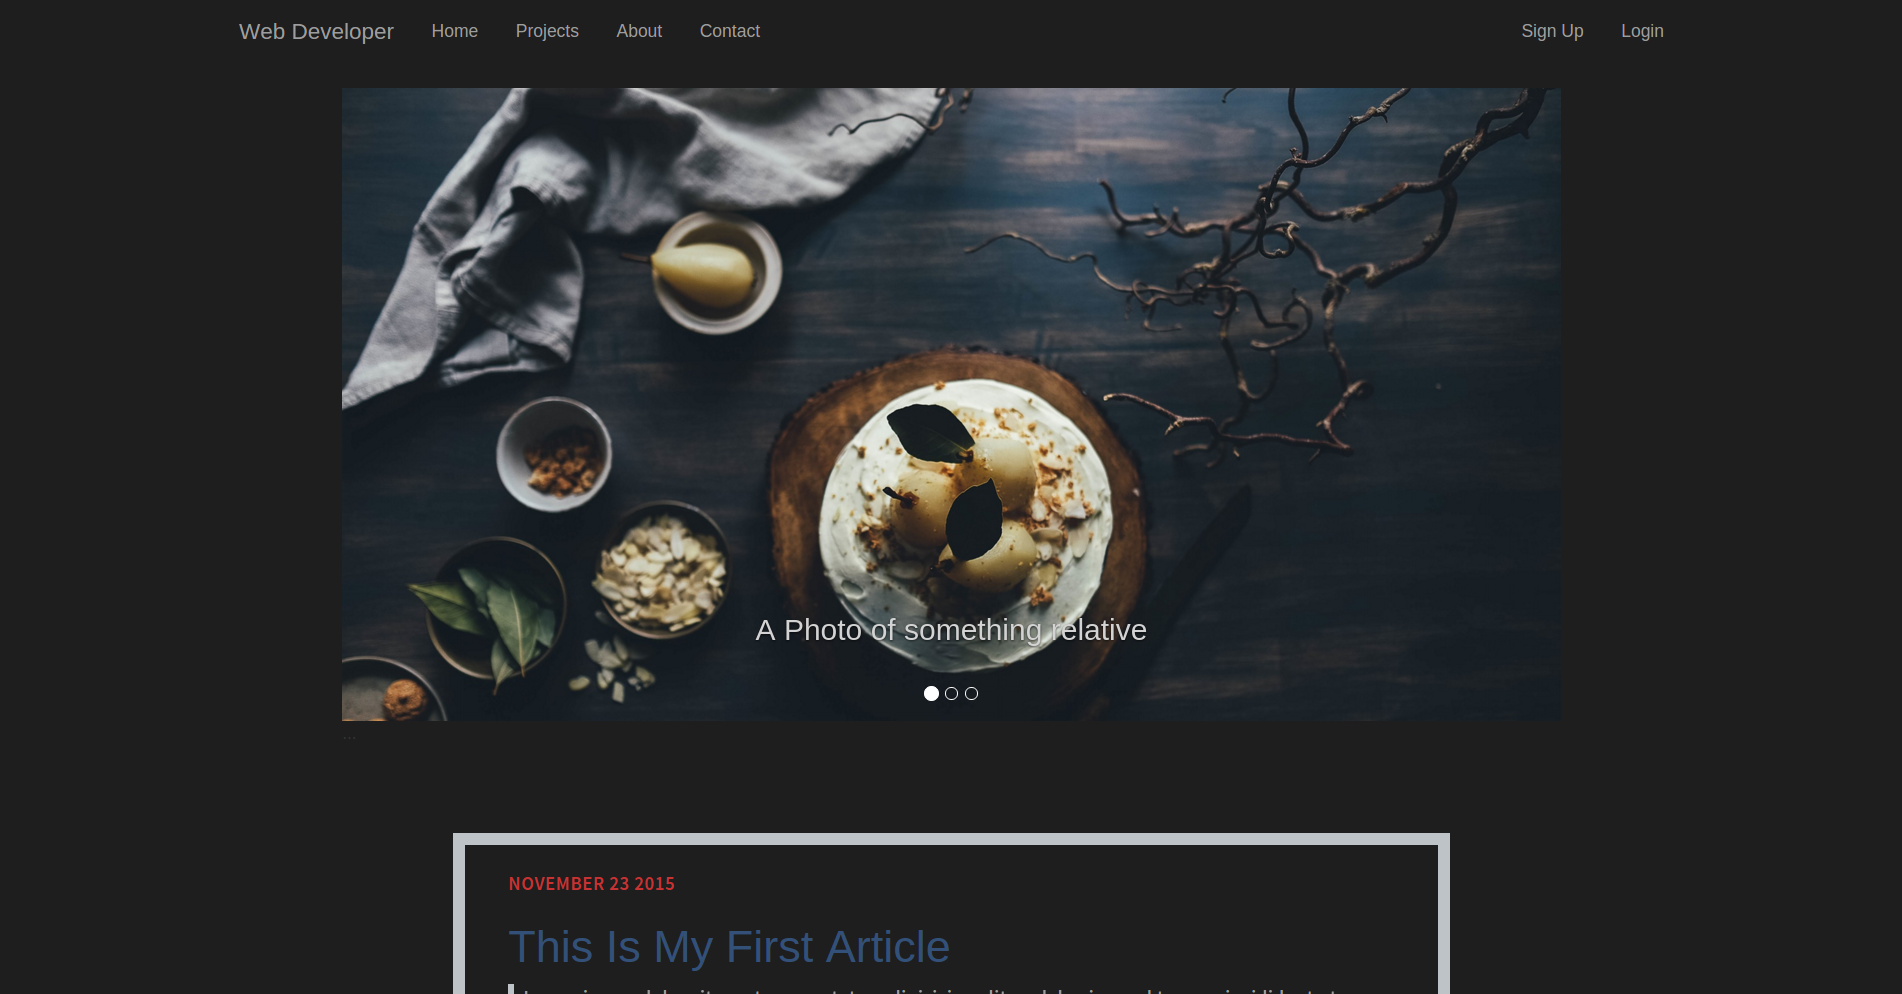 Web Developer Home Projects About Contact Sign Up Login
A Photo of something relative
...
NOVEMBER 23 2015
This Is My First Article